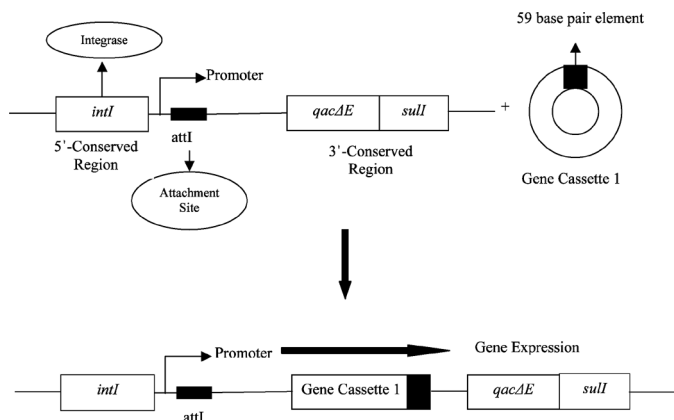 59 base pair element
Integrase
Promoter
intI
qacΔE
sulI
+
attI
5'-Conserved
Region
3'-Conserved
Region
Gene Cassette 1
Attachment
Site
Promoter
Gene Expression
intI
Gene Cassette 1
qacΔE
sulI
attI